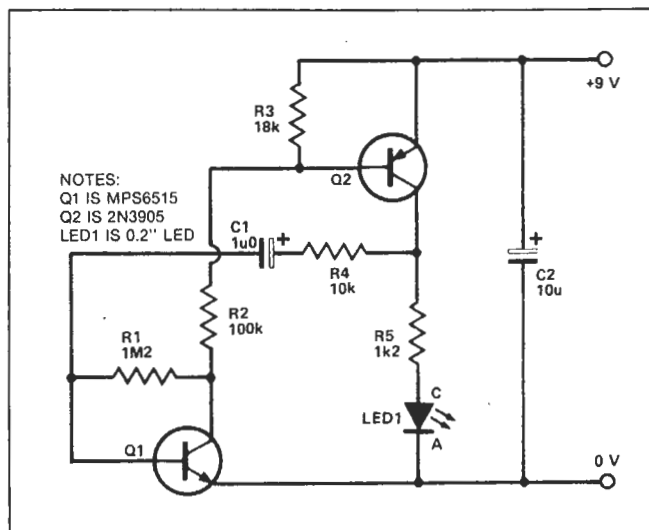 +9 V
R3
18k
Q2
NOTES:
Q1 IS MPS6515
Q2 IS 2N3905
LED1 IS 0.2" LED
C1
1u0
+
R4
10k
+
C2
10u
R2
100k
R5
1k2
R1
1M2
C
LED1
A
Q1
0 V